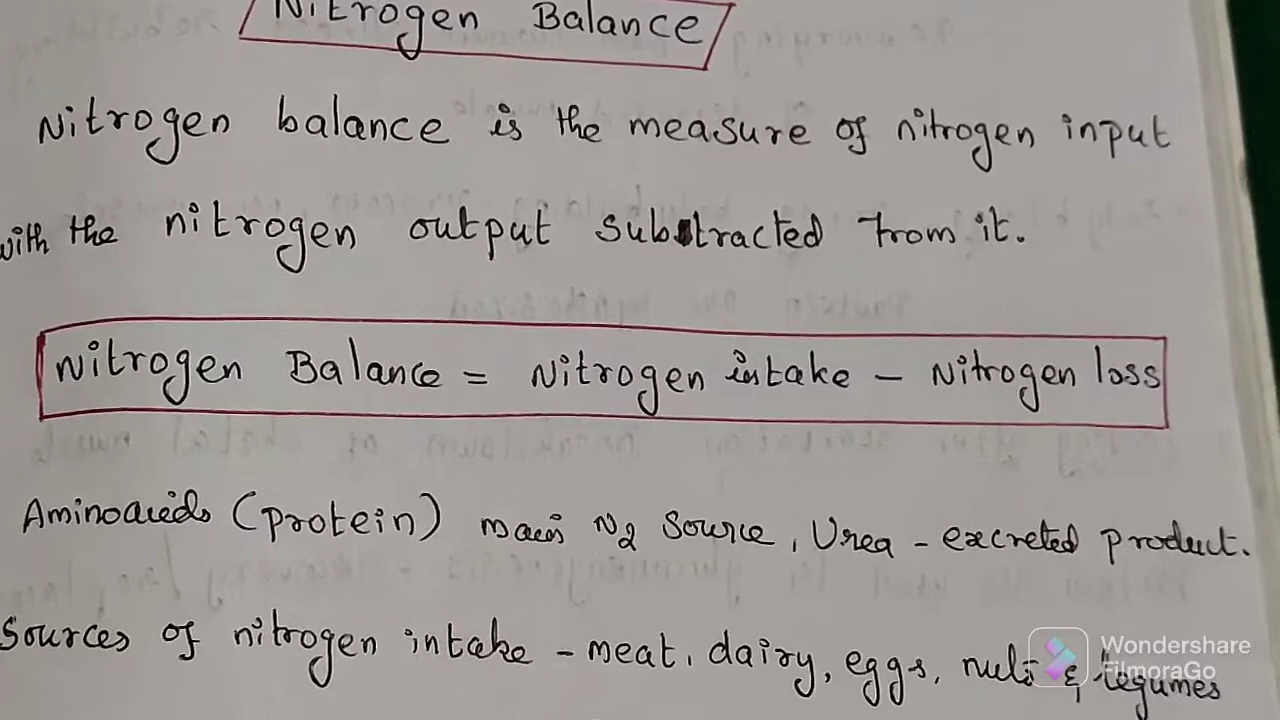 Nitrogen Balance
Nitrogen balance is the measure of nitrogen input
with the nitrogen output substracted from it.
Nitrogen Balance = Nitrogen intake – Nitrogen loss
Aminoacids (protein) main N2 source, Urea - excreted product.
Sources of nitrogen intake - meat, dairy, eggs, nuts & legumes
Wondershare
FilmoraGo